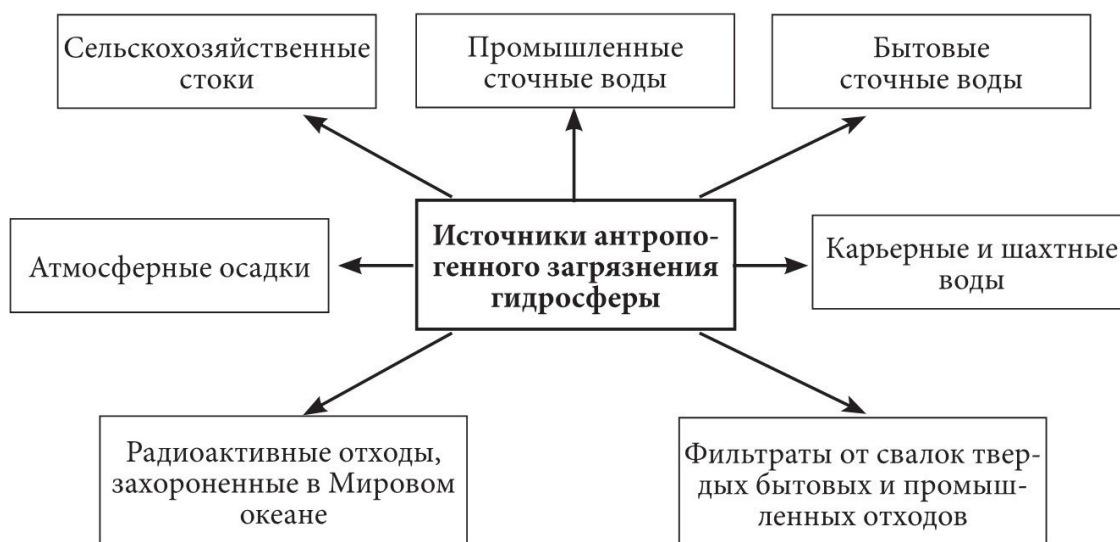 Сельскохозяйственные
стоки
Промышленные
сточные воды
Бытовые
сточные воды
Атмосферные осадки
Источники антропо-
генного загрязнения
гидросферы
Карьерные и шахтные
воды
Радиоактивные отходы,
захороненные в Мировом
океане
Фильтраты от свалок твер-
дых бытовых и промыш-
ленных отходов